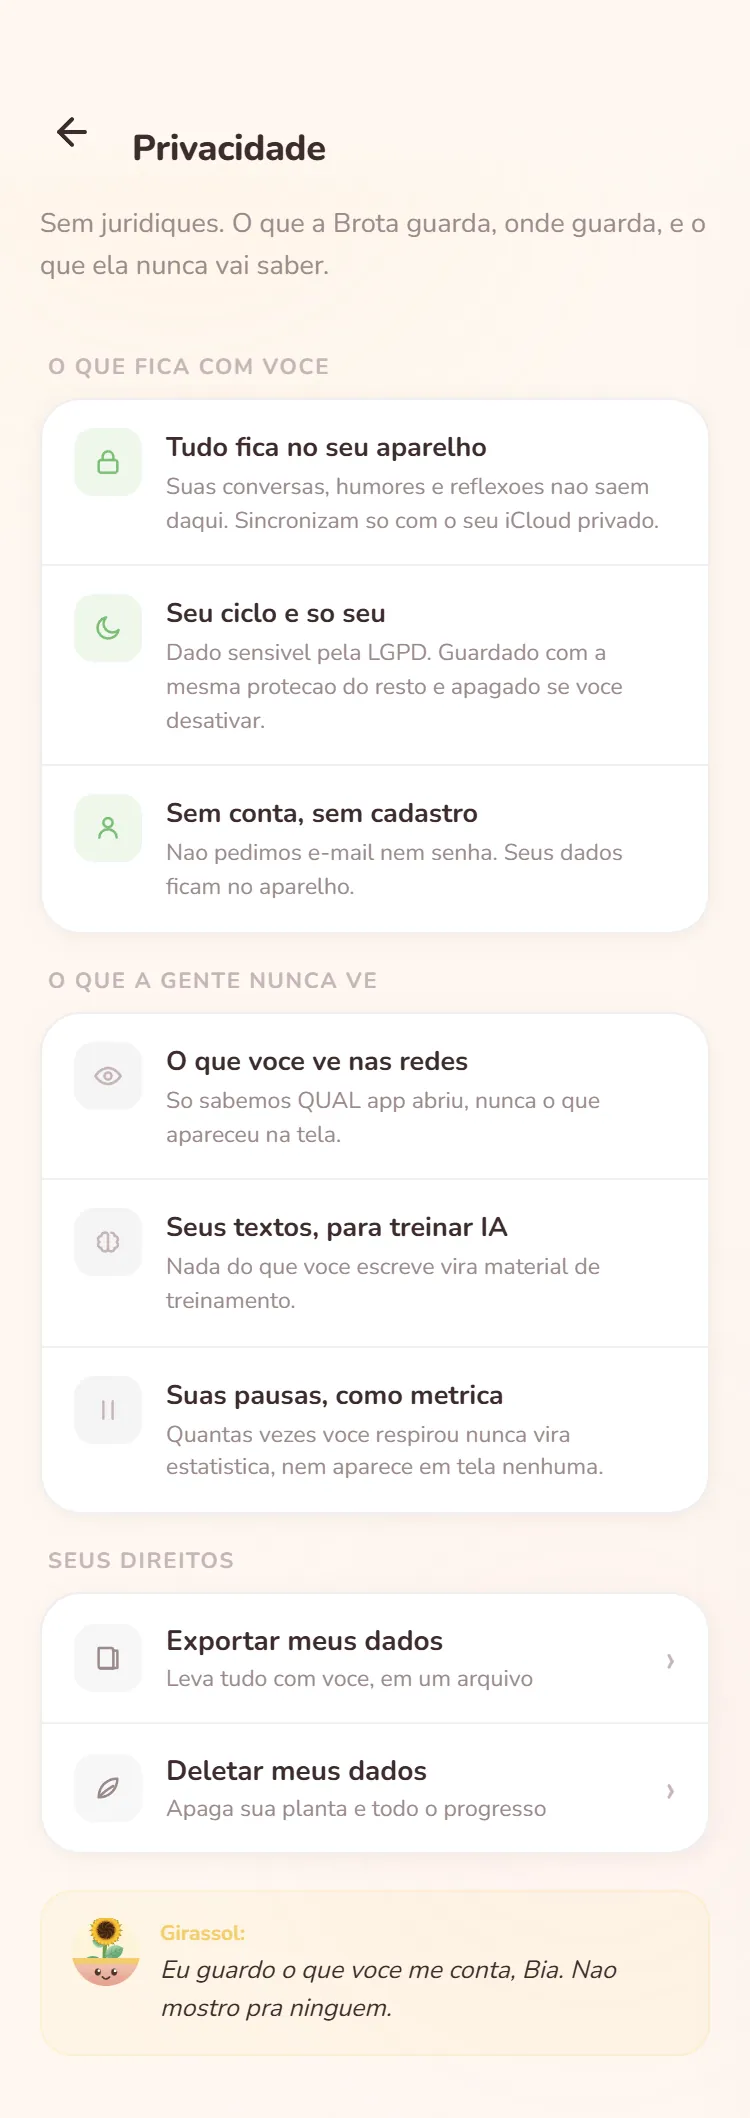 Privacidade
Sem juridiques. O que a Brota guarda, onde guarda, e o
que ela nunca vai saber.
O QUE FICA COM VOCE
Tudo fica no seu aparelho
Suas conversas, humores e reflexoes nao saem
daqui. Sincronizam so com o seu iCloud privado.
Seu ciclo e so seu
Dado sensivel pela LGPD. Guardado com a
mesma protecao do resto e apagado se voce
desativar.
Sem conta, sem cadastro
Nao pedimos e-mail nem senha. Seus dados
ficam no aparelho.
O QUE A GENTE NUNCA VE
O que voce ve nas redes
So sabemos QUAL app abriu, nunca o que
apareceu na tela.
Seus textos, para treinar IA
Nada do que voce escreve vira material de
treinamento.
Suas pausas, como metrica
Quantas vezes voce respirou nunca vira
estatistica, nem aparece em tela nenhuma.
SEUS DIREITOS
Exportar meus dados
Leva tudo com voce, em um arquivo
Deletar meus dados
Apaga sua planta e todo o progresso
Girassol:
Eu guardo o que voce me conta, Bia. Nao
mostro pra ninguem.